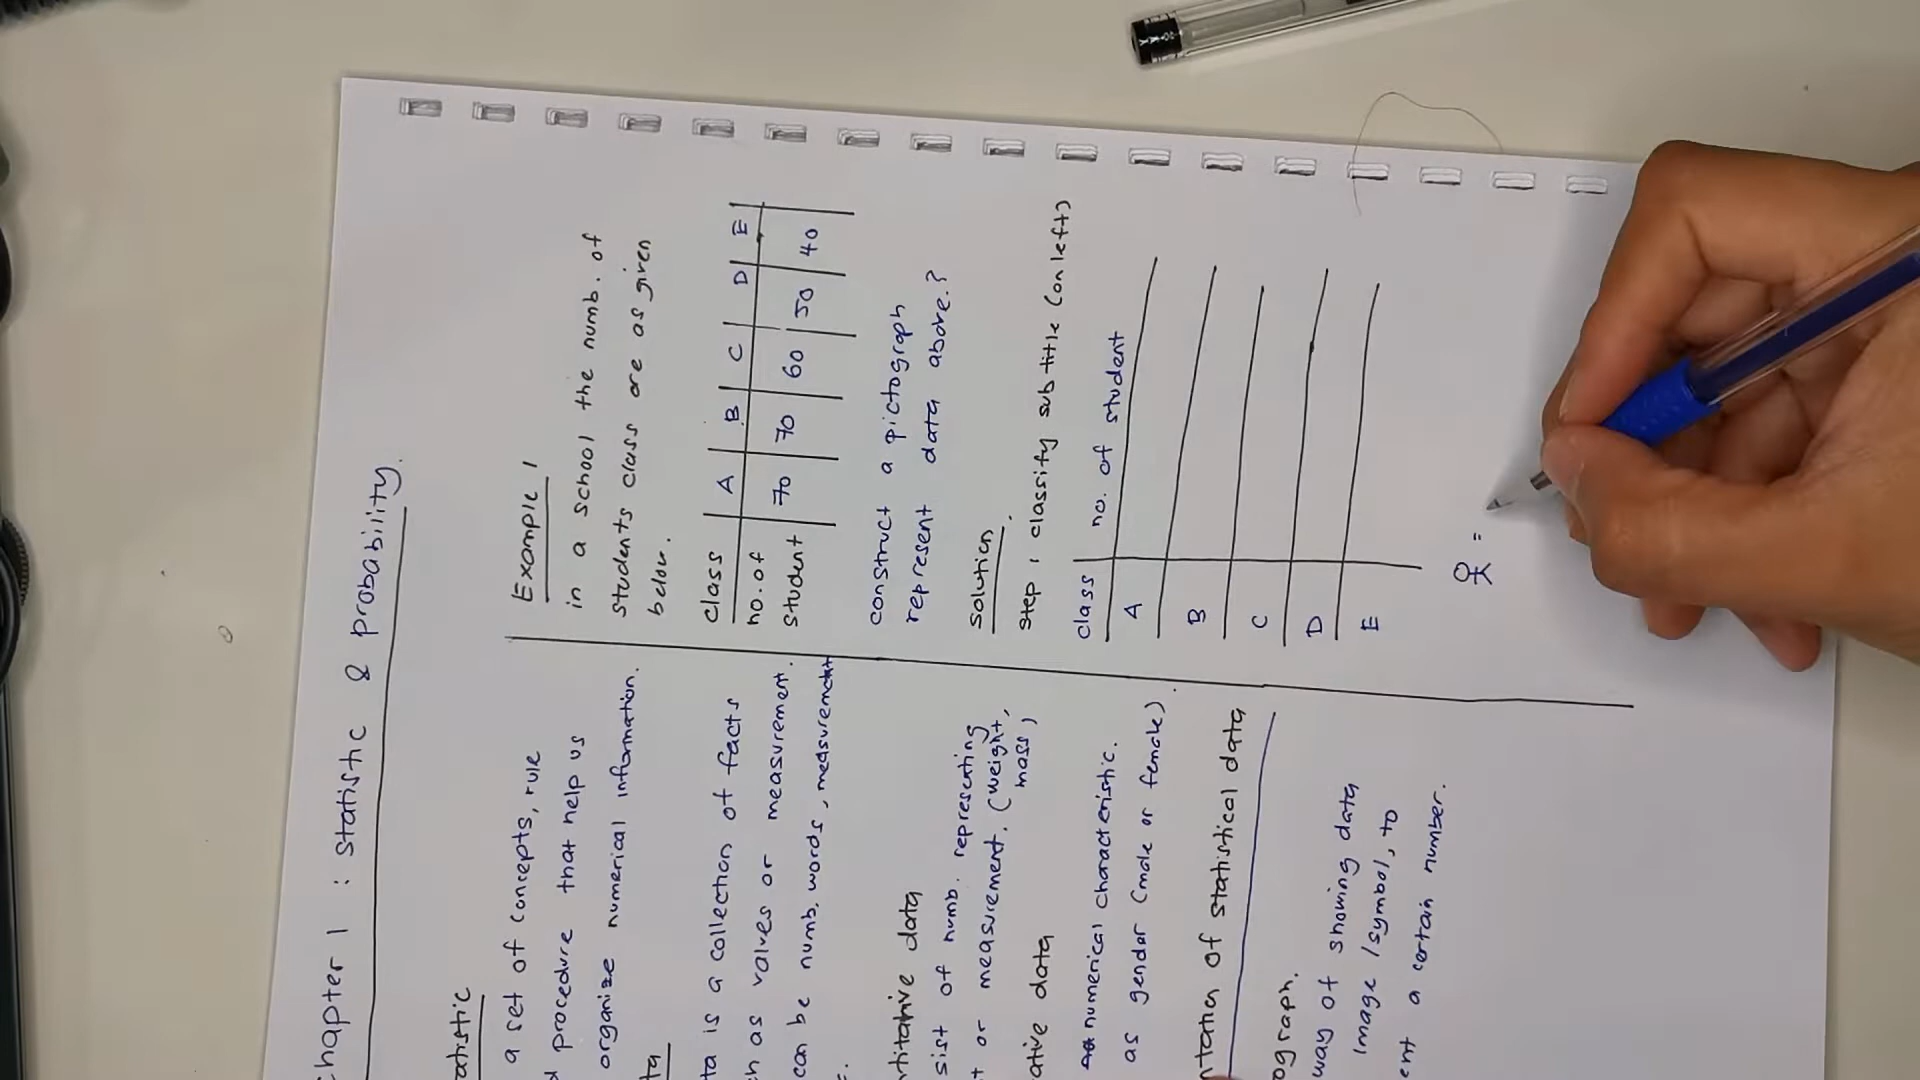 chapter 1 : statistic & probability.
atistic
a set of concepts, rule
d procedure that help us
organize numerical information.
ta
ta is a collection of facts
ch as values or measurement.
can be numb, words, measurement
ntitative data
sist of numb. represting
t or measurement. (weight,
mass)
ative data
numerical characteristic.
as gender (male or female).
ntation of statistical data
ograph.
way of showing data
image / symbol, to
ent a certain number.
Example 1
in a school the numb. of
students class are as given
below.
class A B C D E
no. of 70 70 60 50 40
student
construct a pictograph
represent data above.?
solution.
step 1 classify subtitle (on left)
class no. of student
A
B
C
D
E
=